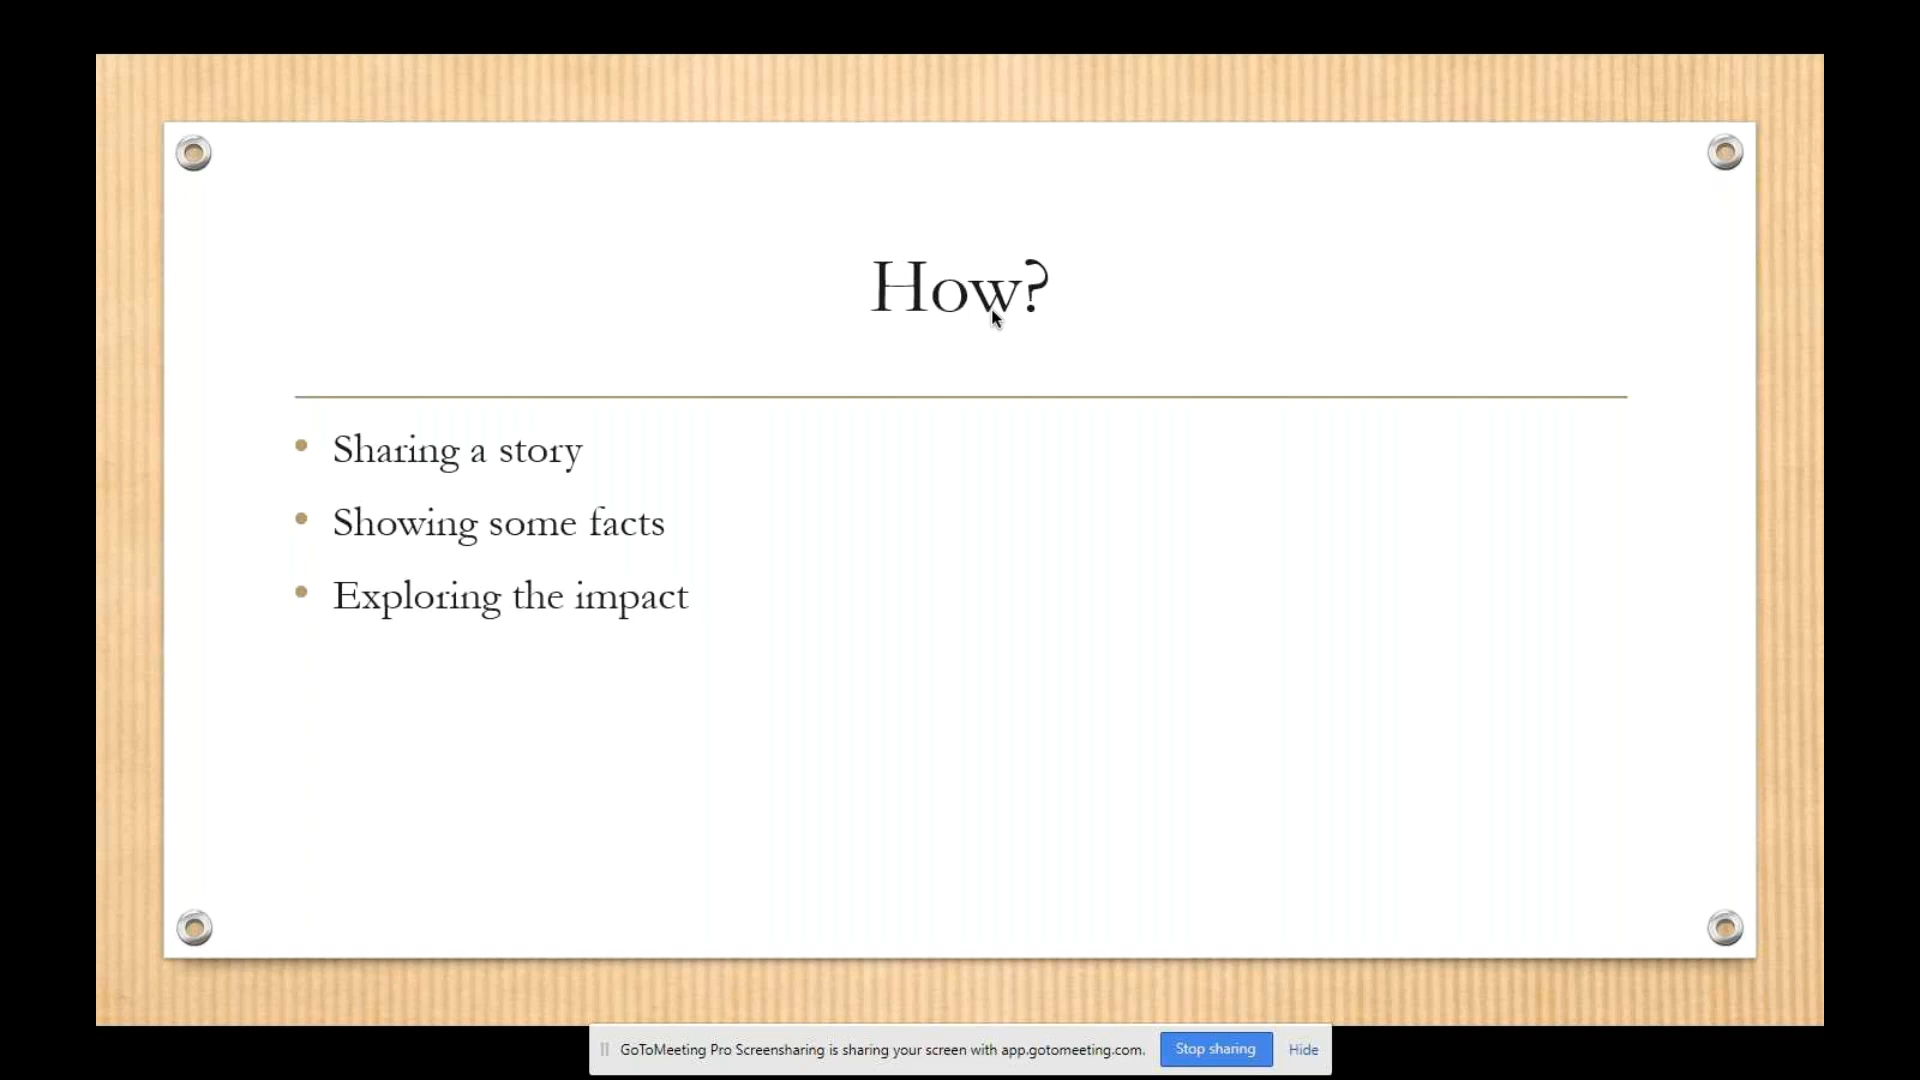 How?
Sharing a story
Showing some facts
Exploring the impact
GoToMeeting Pro Screensharing is sharing your screen with app.gotomeeting.com. Stop sharing Hide